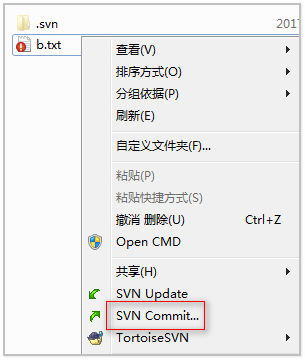 .svn
2017
b.txt
查看(V)
排序方式(O)
分组依据(P)
刷新(E)
自定义文件夹(F)...
粘贴(P)
粘贴快捷方式(S)
撤消 删除(U) Ctrl+Z
Open CMD
共享(H)
SVN Update
SVN Commit...
TortoiseSVN